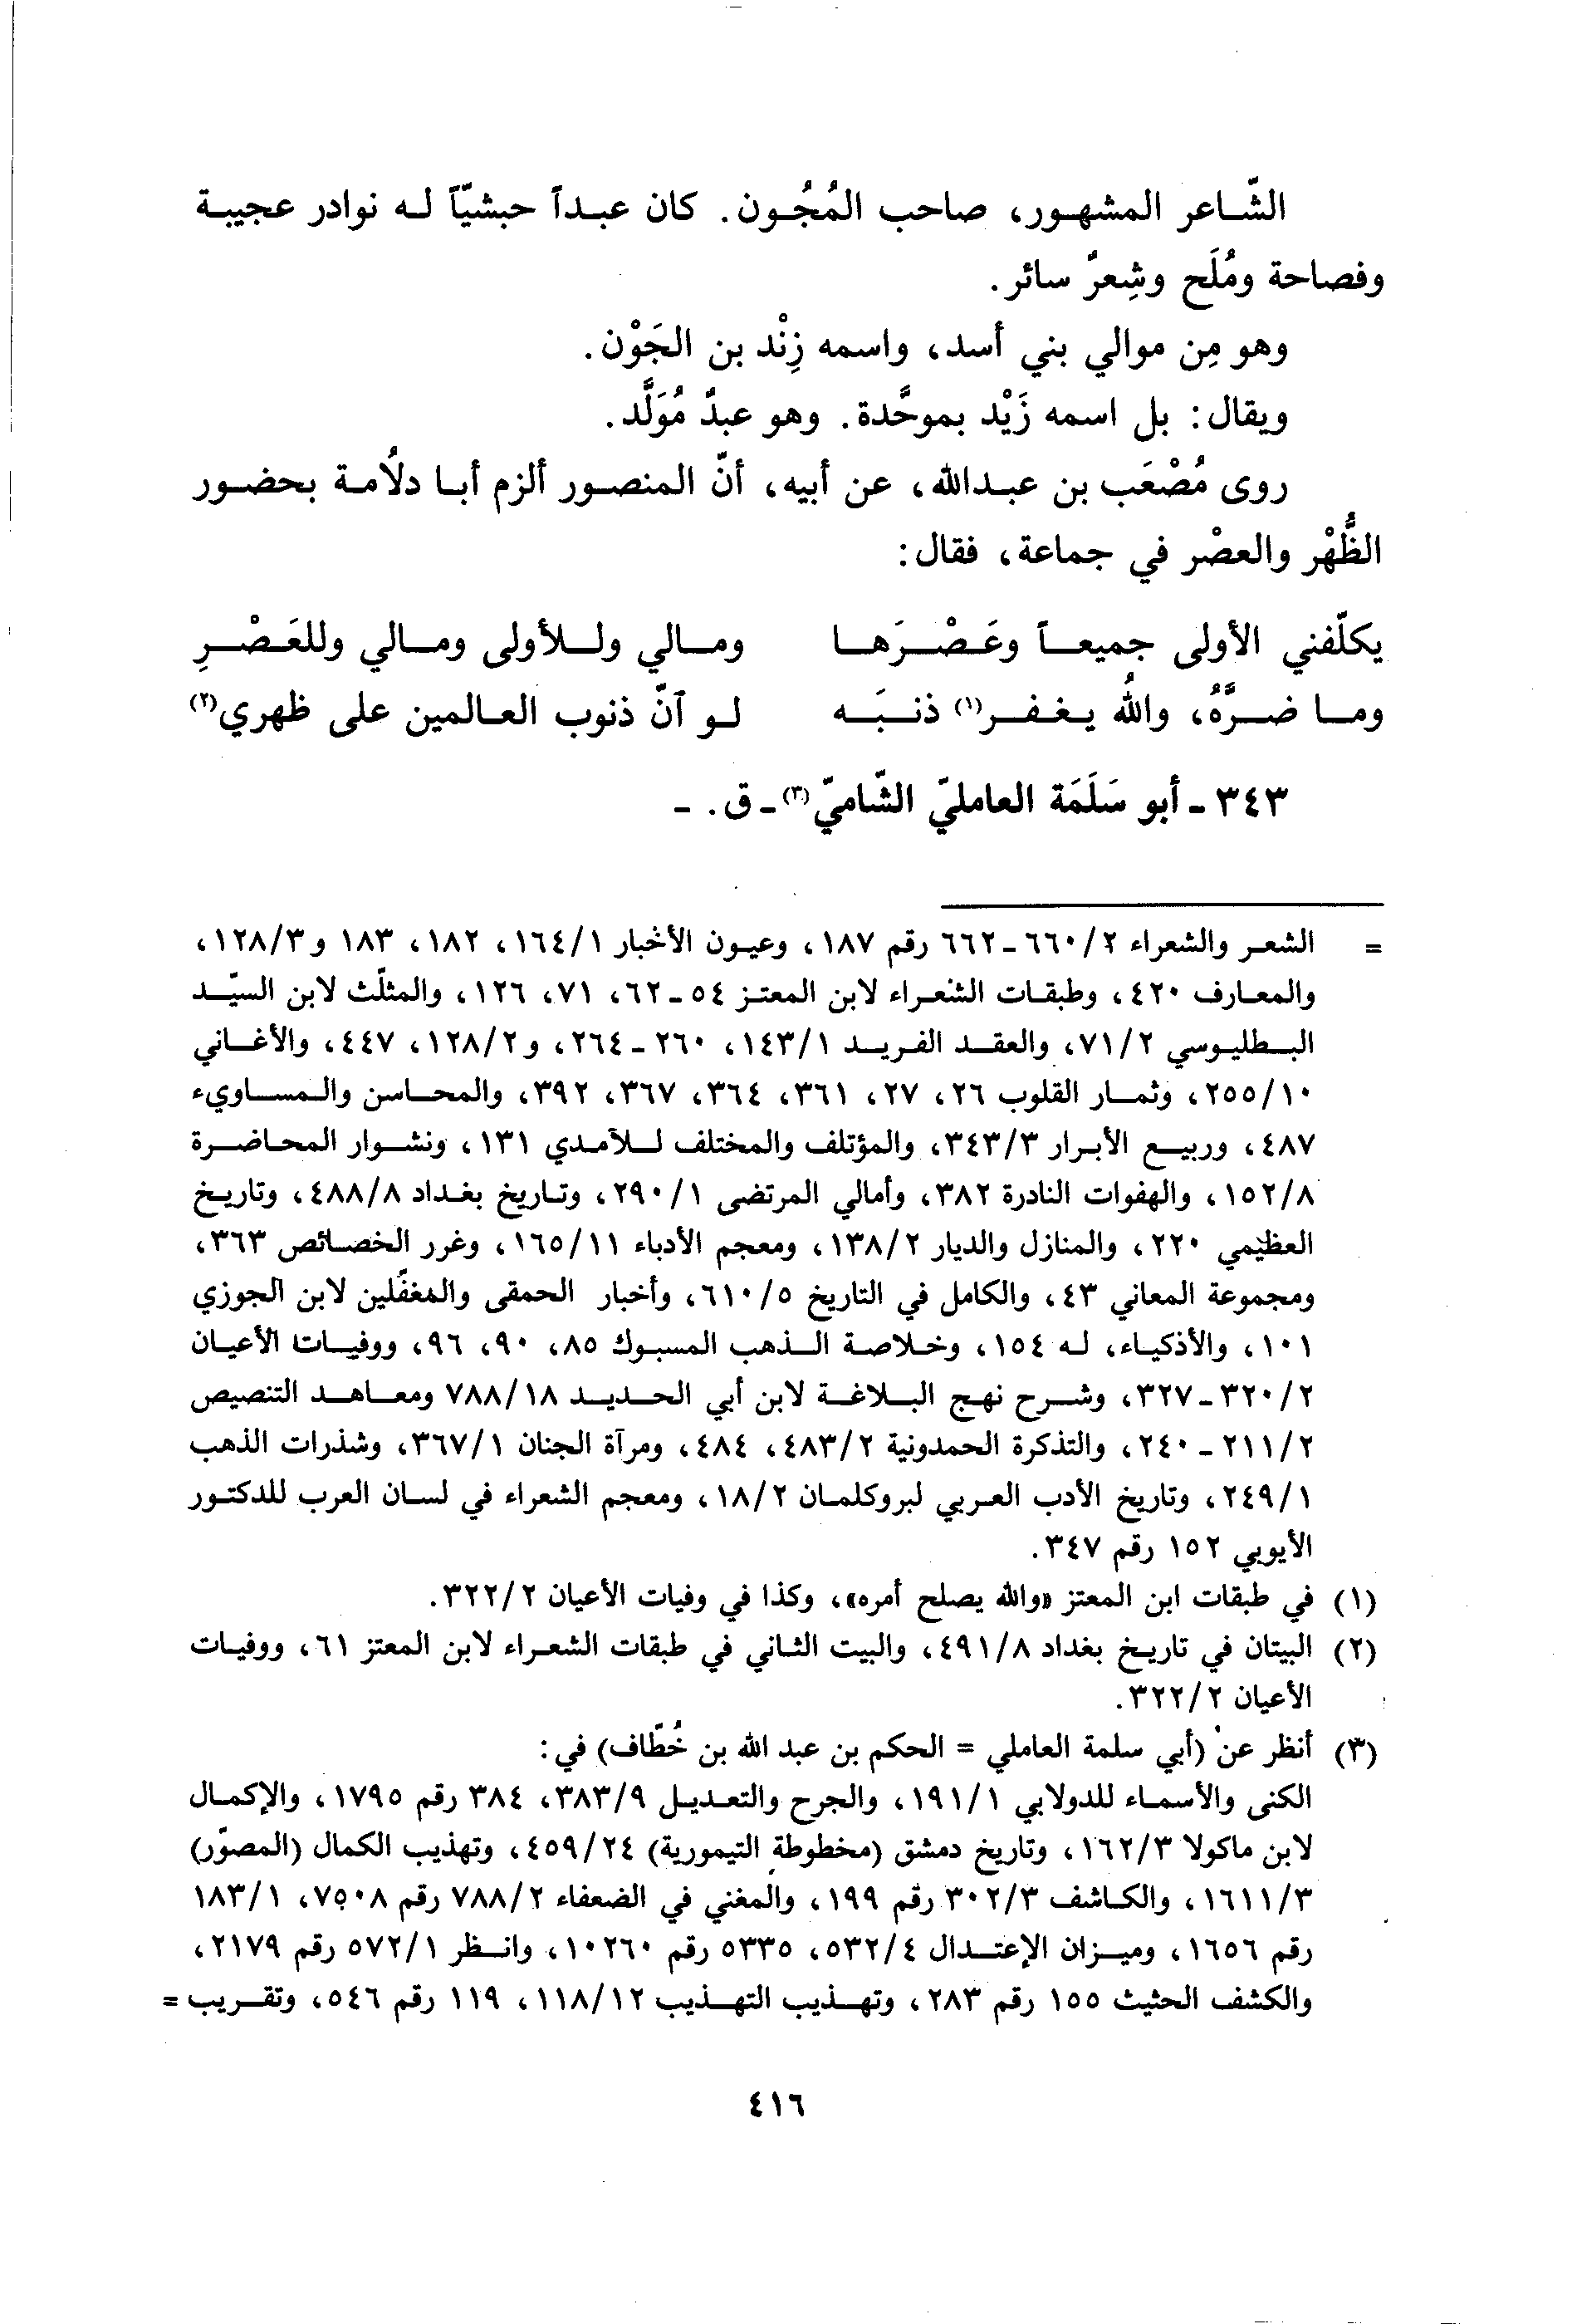 الشّاعر المشهور، صاحب المُجُون. كان عبداً حبشيّاً له نوادر عجيبة
وفصاحة ومُلَح وشِعرٌ سائر.
وهو مِن موالي بني أسد، واسمه زِنْد بن الجَوْن.
ويقال: بل اسمه زَيْد بموحَّدة. وهو عبدٌ مُوَلَّد.
روى مُصْعَب بن عبدالله، عن أبيه، أنّ المنصور ألزم أبا دلُامة بحضور
الظُّهْر والعصْر في جماعة، فقال:
يكلّفني الأولى جميعاً وعَصْرَها ومالي وللأولى ومالي وللعَصْرِ
وما ضرَّهُ، واللهُ يغفر(١) ذنبَه لو آنّ ذنوب العالمين على ظهري(٢)
٣٤٣ - أبو سَلَمَة العامليّ الشّاميّ(٣) - ق. -
= الشعر والشعراء ٢/ ٦٦٠ - ٦٦٢ رقم ١٨٧، وعيون الأخبار ١/ ١٦٤، ١٨٢، ١٨٣ و٣/ ١٢٨،
والمعارف ٤٢٠، وطبقات الشعراء لابن المعتز ٥٤ - ٦٢، ٧١، ١٢٦، والمثلّث لابن السيّد
البطليوسي ٢/ ٧١، والعقد الفريد ١/ ١٤٣، ٢٦٠ - ٢٦٤، و٢/ ١٢٨، ٤٤٧، والأغاني
١٠/ ٢٥٥، وثمار القلوب ٢٦، ٢٧، ٣٦١، ٣٦٤، ٣٦٧، ٣٩٢، والمحاسن والمساويء
٤٨٧، وربيع الأبرار ٣/ ٣٤٣، والمؤتلف والمختلف للآمدي ١٣١، ونشوار المحاضرة
٨/ ١٥٢، والهفوات النادرة ٣٨٢، وأمالي المرتضى ١/ ٢٩٠، وتاريخ بغداد ٨/ ٤٨٨، وتاريخ
العظيمي ٢٢٠، والمنازل والديار ٢/ ١٣٨، ومعجم الأدباء ١١/ ١٦٥، وغرر الخصائص ٣٦٣،
ومجموعة المعاني ٤٣، والكامل في التاريخ ٥/ ٦١٠، وأخبار الحمقى والمغفّلين لابن الجوزي
١٠١، والأذكياء، له ١٥٤، وخلاصة الذهب المسبوك ٨٥، ٩٠، ٩٦، ووفيات الأعيان
٢/ ٣٢٠ - ٣٢٧، وشرح نهج البلاغة لابن أبي الحديد ١٨/ ٧٨٨ ومعاهد التنصيص
٢/ ٢١١ - ٢٤٠، والتذكرة الحمدونية ٢/ ٤٨٣، ٤٨٤، ومرآة الجنان ١/ ٣٦٧، وشذرات الذهب
١/ ٢٤٩، وتاريخ الأدب العربي لبروكلمان ٢/ ١٨، ومعجم الشعراء في لسان العرب للدكتور
الأيوبي ١٥٢ رقم ٣٤٧.
(١) في طبقات ابن المعتز «والله يصلح أمره»، وكذا في وفيات الأعيان ٢/ ٣٢٢.
(٢) البيتان في تاريخ بغداد ٨/ ٤٩١، والبيت الثاني في طبقات الشعراء لابن المعتز ٦١، ووفيات
الأعيان ٢/ ٣٢٢.
(٣) أنظر عن (أبي سلمة العاملي = الحكم بن عبد الله بن خُطّاف) في:
الكنى والأسماء للدولابي ١/ ١٩١، والجرح والتعديل ٩/ ٣٨٣، ٣٨٤ رقم ١٧٩٥، والإكمال
لابن ماكولا ٣/ ١٦٢، وتاريخ دمشق (مخطوطة التيمورية) ٢٤/ ٤٥٩، وتهذيب الكمال (المصوّر)
٣/ ١٦١١، والكاشف ٣/ ٣٠٢ رقم ١٩٩، والمغني في الضعفاء ٢/ ٧٨٨ رقم ٧٥٠٨، ١/ ١٨٣
رقم ١٦٥٦، وميزان الإعتدال ٤/ ٥٣٢، ٥٣٣٥ رقم ١٠٢٦٠، وانظر ١/ ٥٧٢ رقم ٢١٧٩،
والكشف الحثيث ١٥٥ رقم ٢٨٣، وتهذيب التهذيب ١٢/ ١١٨، ١١٩ رقم ٥٤٦، وتقريب =
٤١٦